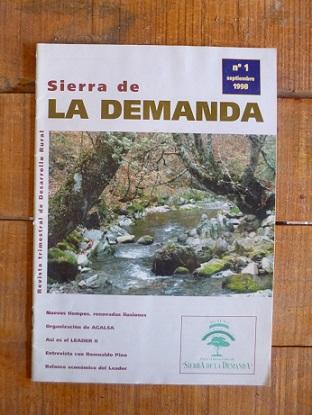 nº 1
septiembre
1998
Sierra de
LA DEMANDA
Revista trimestral de Desarrollo Rural
Nuevos tiempos, renovadas ilusiones
Organización de AGALSA
Así es el LEADER II
Entrevista con Romualdo Pino
Balance económico del Leader
SIERRA DE LA DEMANDA